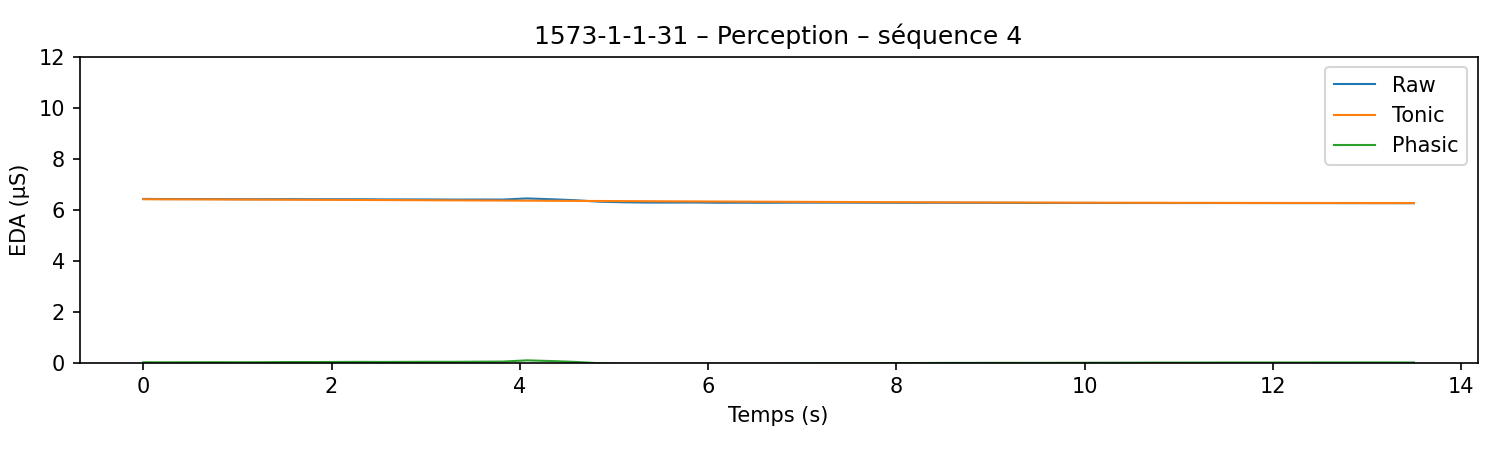 1573-1-1-31 – Perception – séquence 4
12
10
8
6
4
2
0
EDA (µS)
Raw
Tonic
Phasic
0 2 4 6 8 10 12 14
Temps (s)